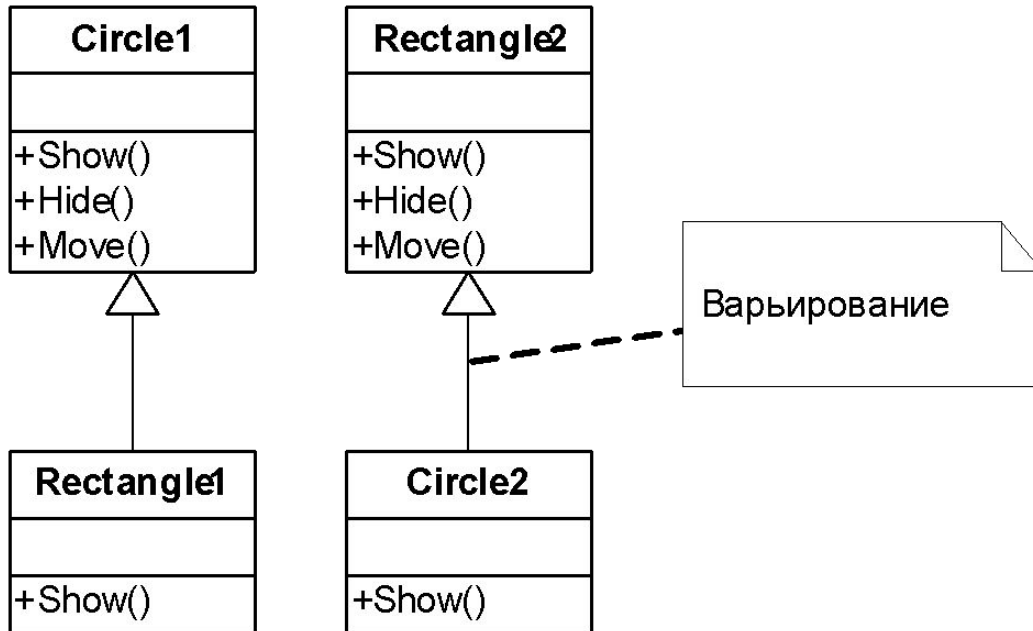 Circle1
+Show()
+Hide()
+Move()
Rectangle2
+Show()
+Hide()
+Move()
Варьирование
Rectangle1
+Show()
Circle2
+Show()